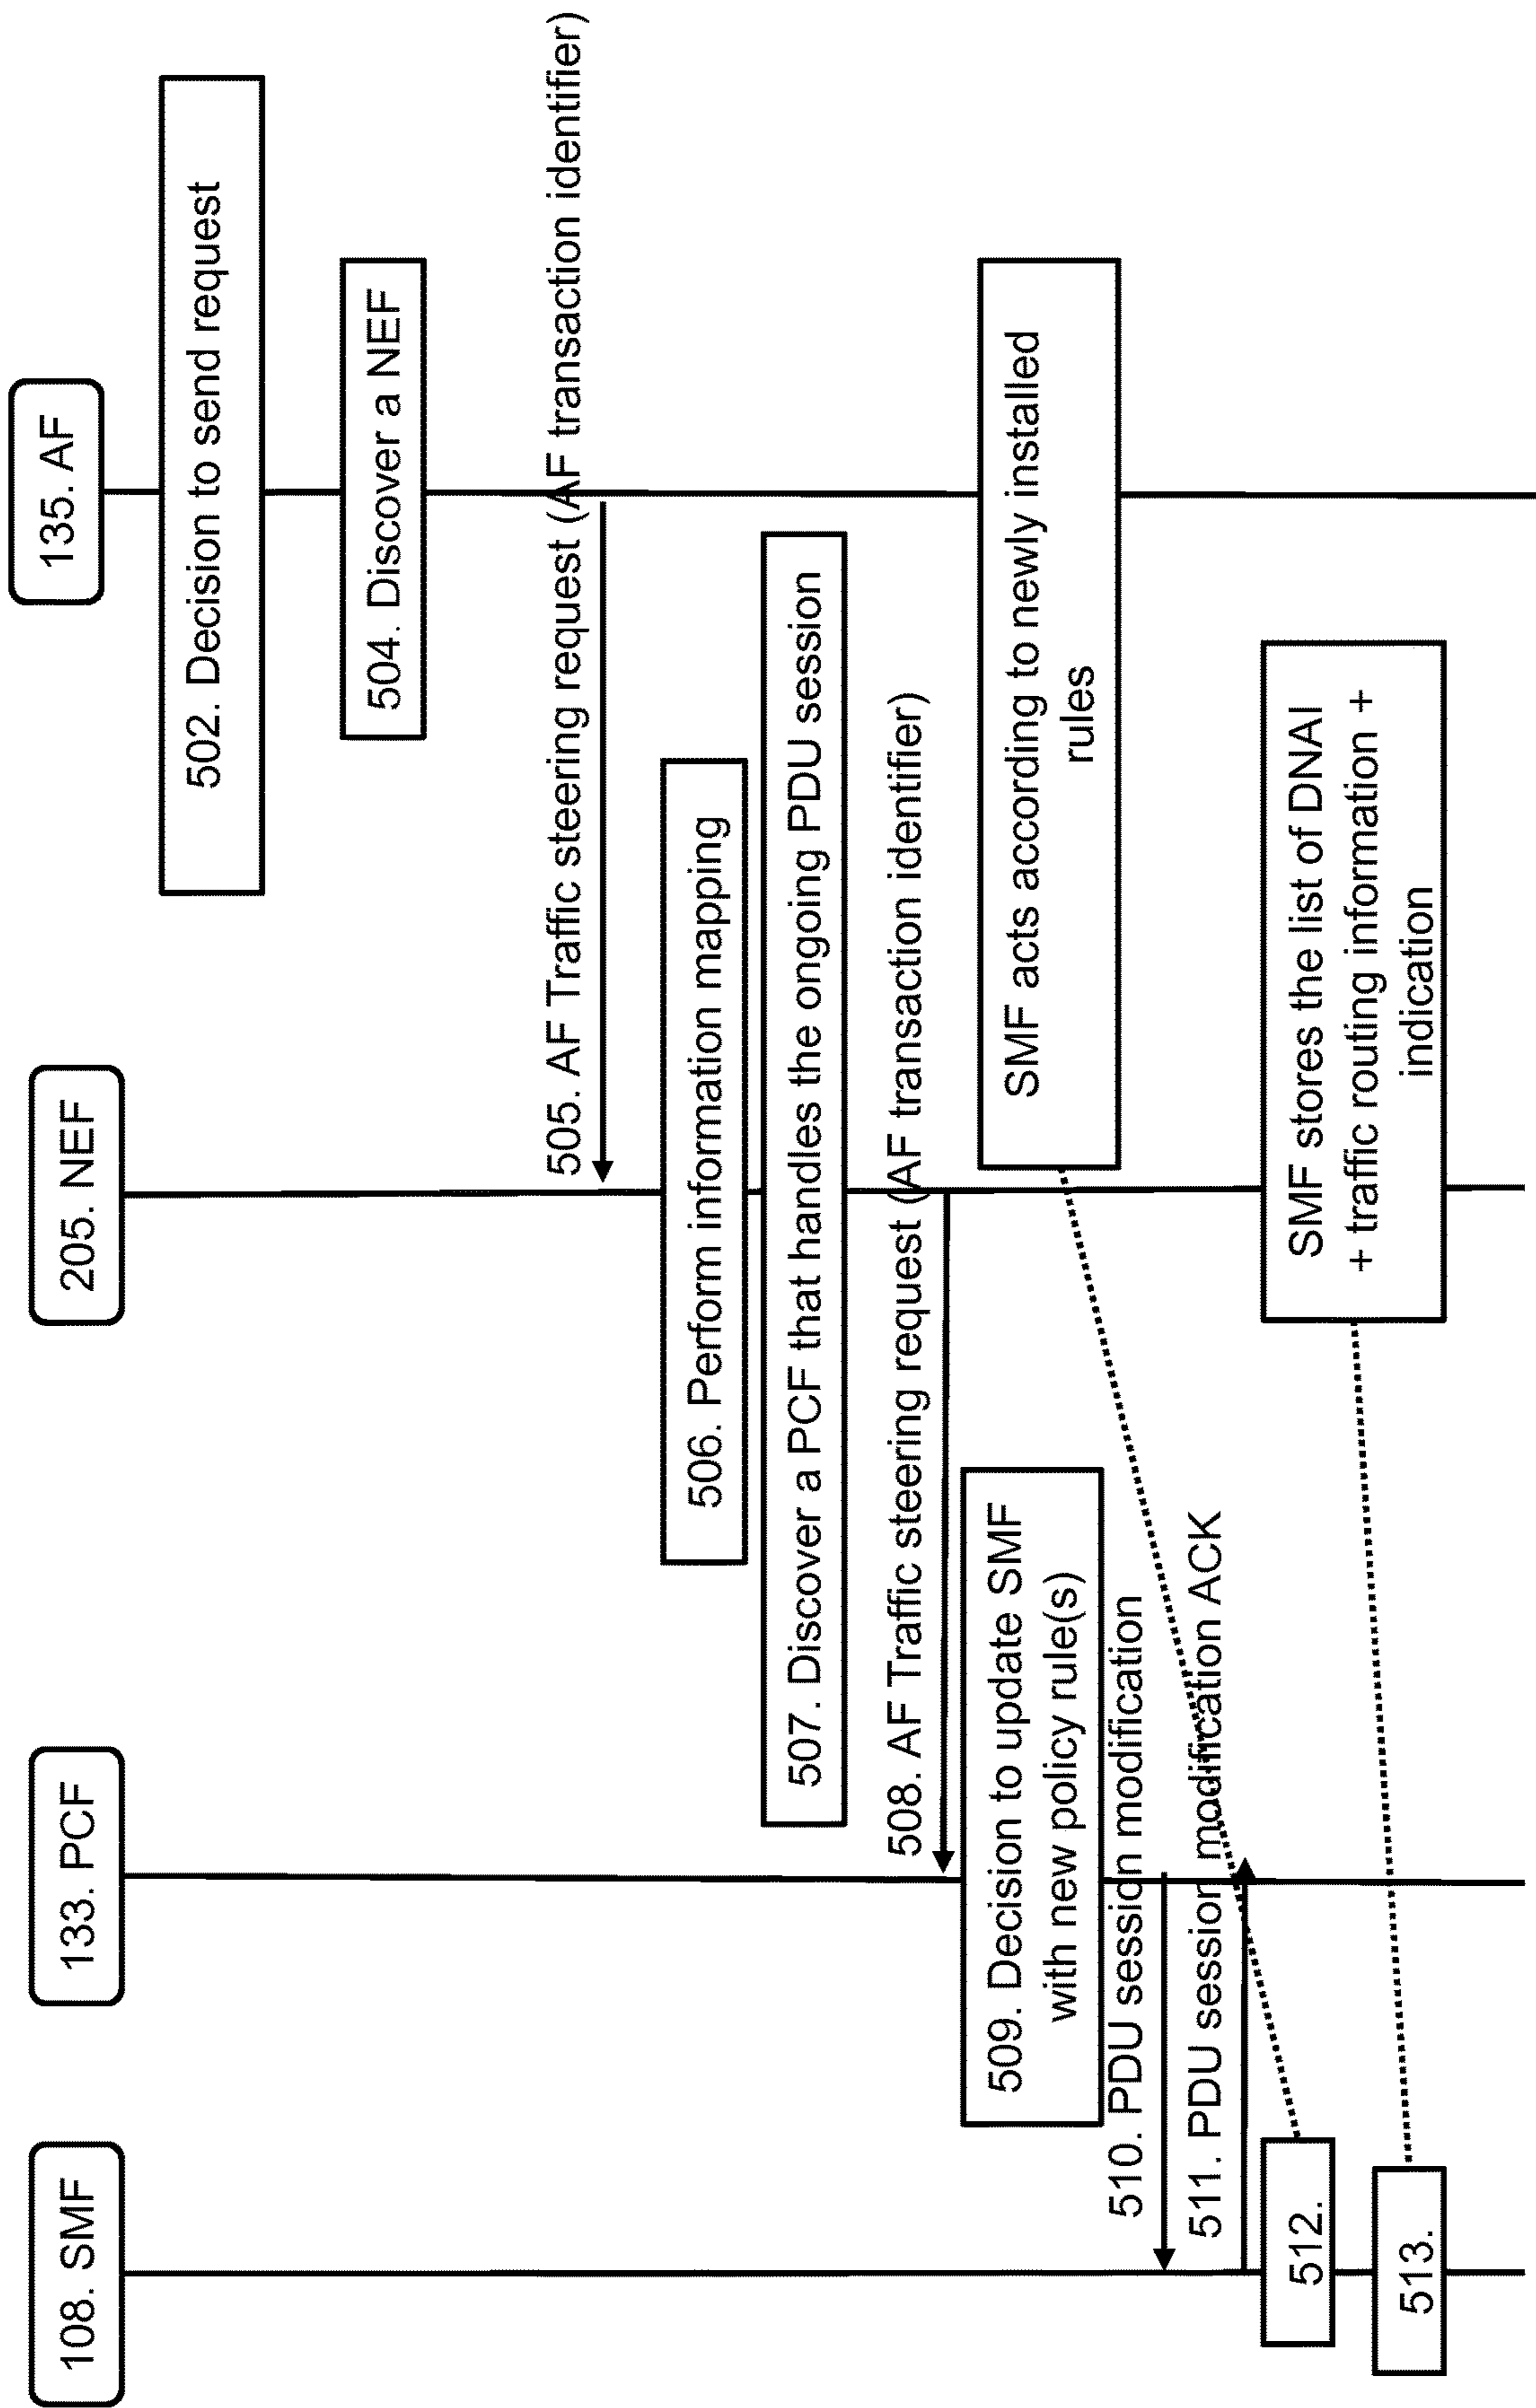 108. SMF
133. PCF
205. NEF
135. AF
502. Decision to send request
504. Discover a NEF
505. AF Traffic steering request (AF transaction identifier)
506. Perform information mapping
507. Discover a PCF that handles the ongoing PDU session
508. AF Traffic steering request (AF transaction identifier)
509. Decision to update SMF
with new policy rule(s)
SMF acts according to newly installed
rules
510. PDU session modification
511. PDU session modification ACK
512.
SMF stores the list of DNAI
+ traffic routing information +
indication
513.